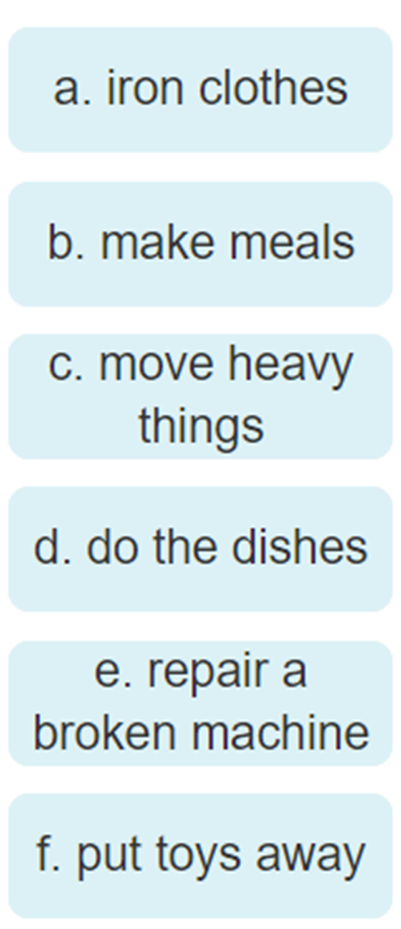 a. iron clothes
b. make meals
c. move heavy
things
d. do the dishes
e. repair a
broken machine
f. put toys away